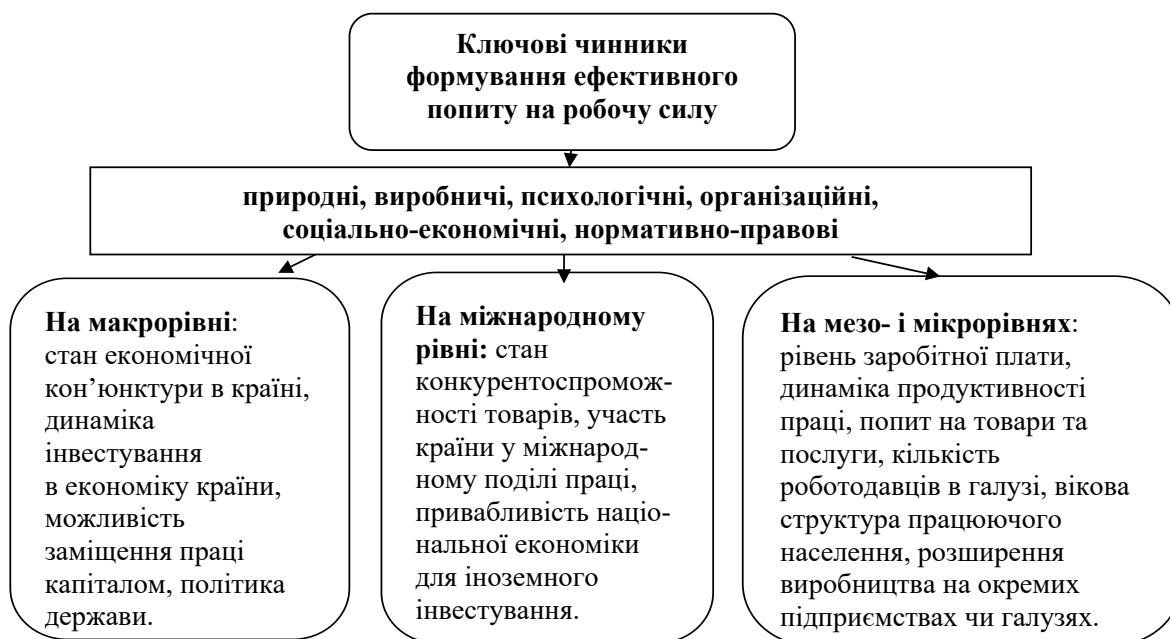 Ключові чинники
формування ефективного
попиту на робочу силу
природні, виробничі, психологічні, організаційні,
соціально-економічні, нормативно-правові
На макрорівні:
стан економічної
кон’юнктури в країні,
динаміка
інвестування
в економіку країни,
можливість
заміщення праці
капіталом, політика
держави.
На міжнародному
рівні: стан
конкурентоспромож-
ності товарів, участь
країни у міжнарод-
ному поділі праці,
привабливість націо-
нальної економіки
для іноземного
інвестування.
На мезо- і мікрорівнях:
рівень заробітної плати,
динаміка продуктивності
праці, попит на товари та
послуги, кількість
роботодавців в галузі, вікова
структура працюючого
населення, розширення
виробництва на окремих
підприємствах чи галузях.